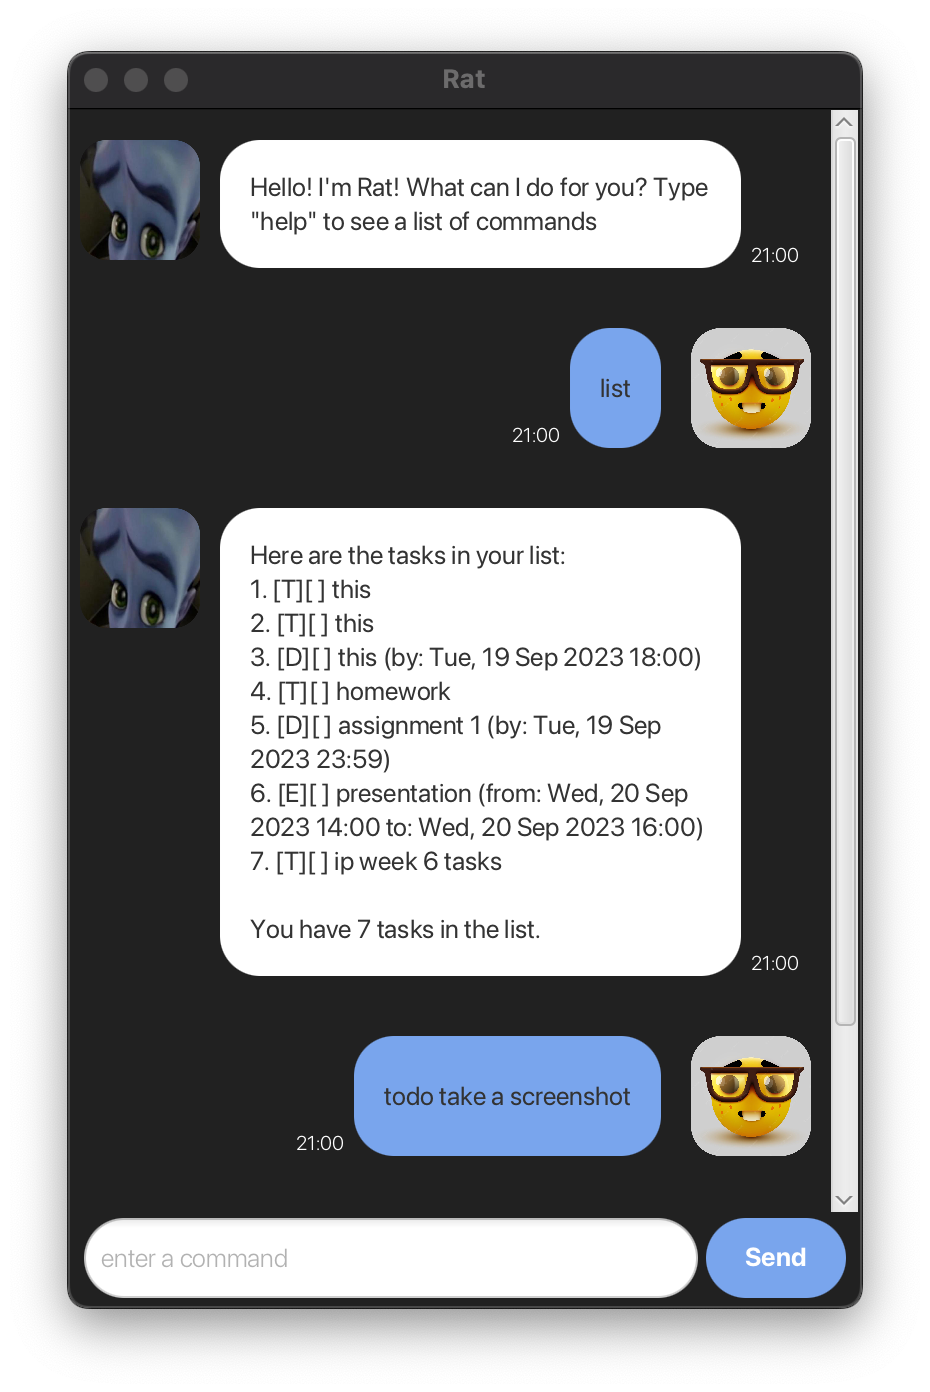 Rat
Hello! I'm Rat! What can I do for you? Type
"help" to see a list of commands
21:00
list
21:00
Here are the tasks in your list:
1. [T][ ] this
2. [T][ ] this
3. [D][ ] this (by: Tue, 19 Sep 2023 18:00)
4. [T][ ] homework
5. [D][ ] assignment 1 (by: Tue, 19 Sep
2023 23:59)
6. [E][ ] presentation (from: Wed, 20 Sep
2023 14:00 to: Wed, 20 Sep 2023 16:00)
7. [T][ ] ip week 6 tasks
You have 7 tasks in the list.
21:00
todo take a screenshot
21:00
enter a command
Send